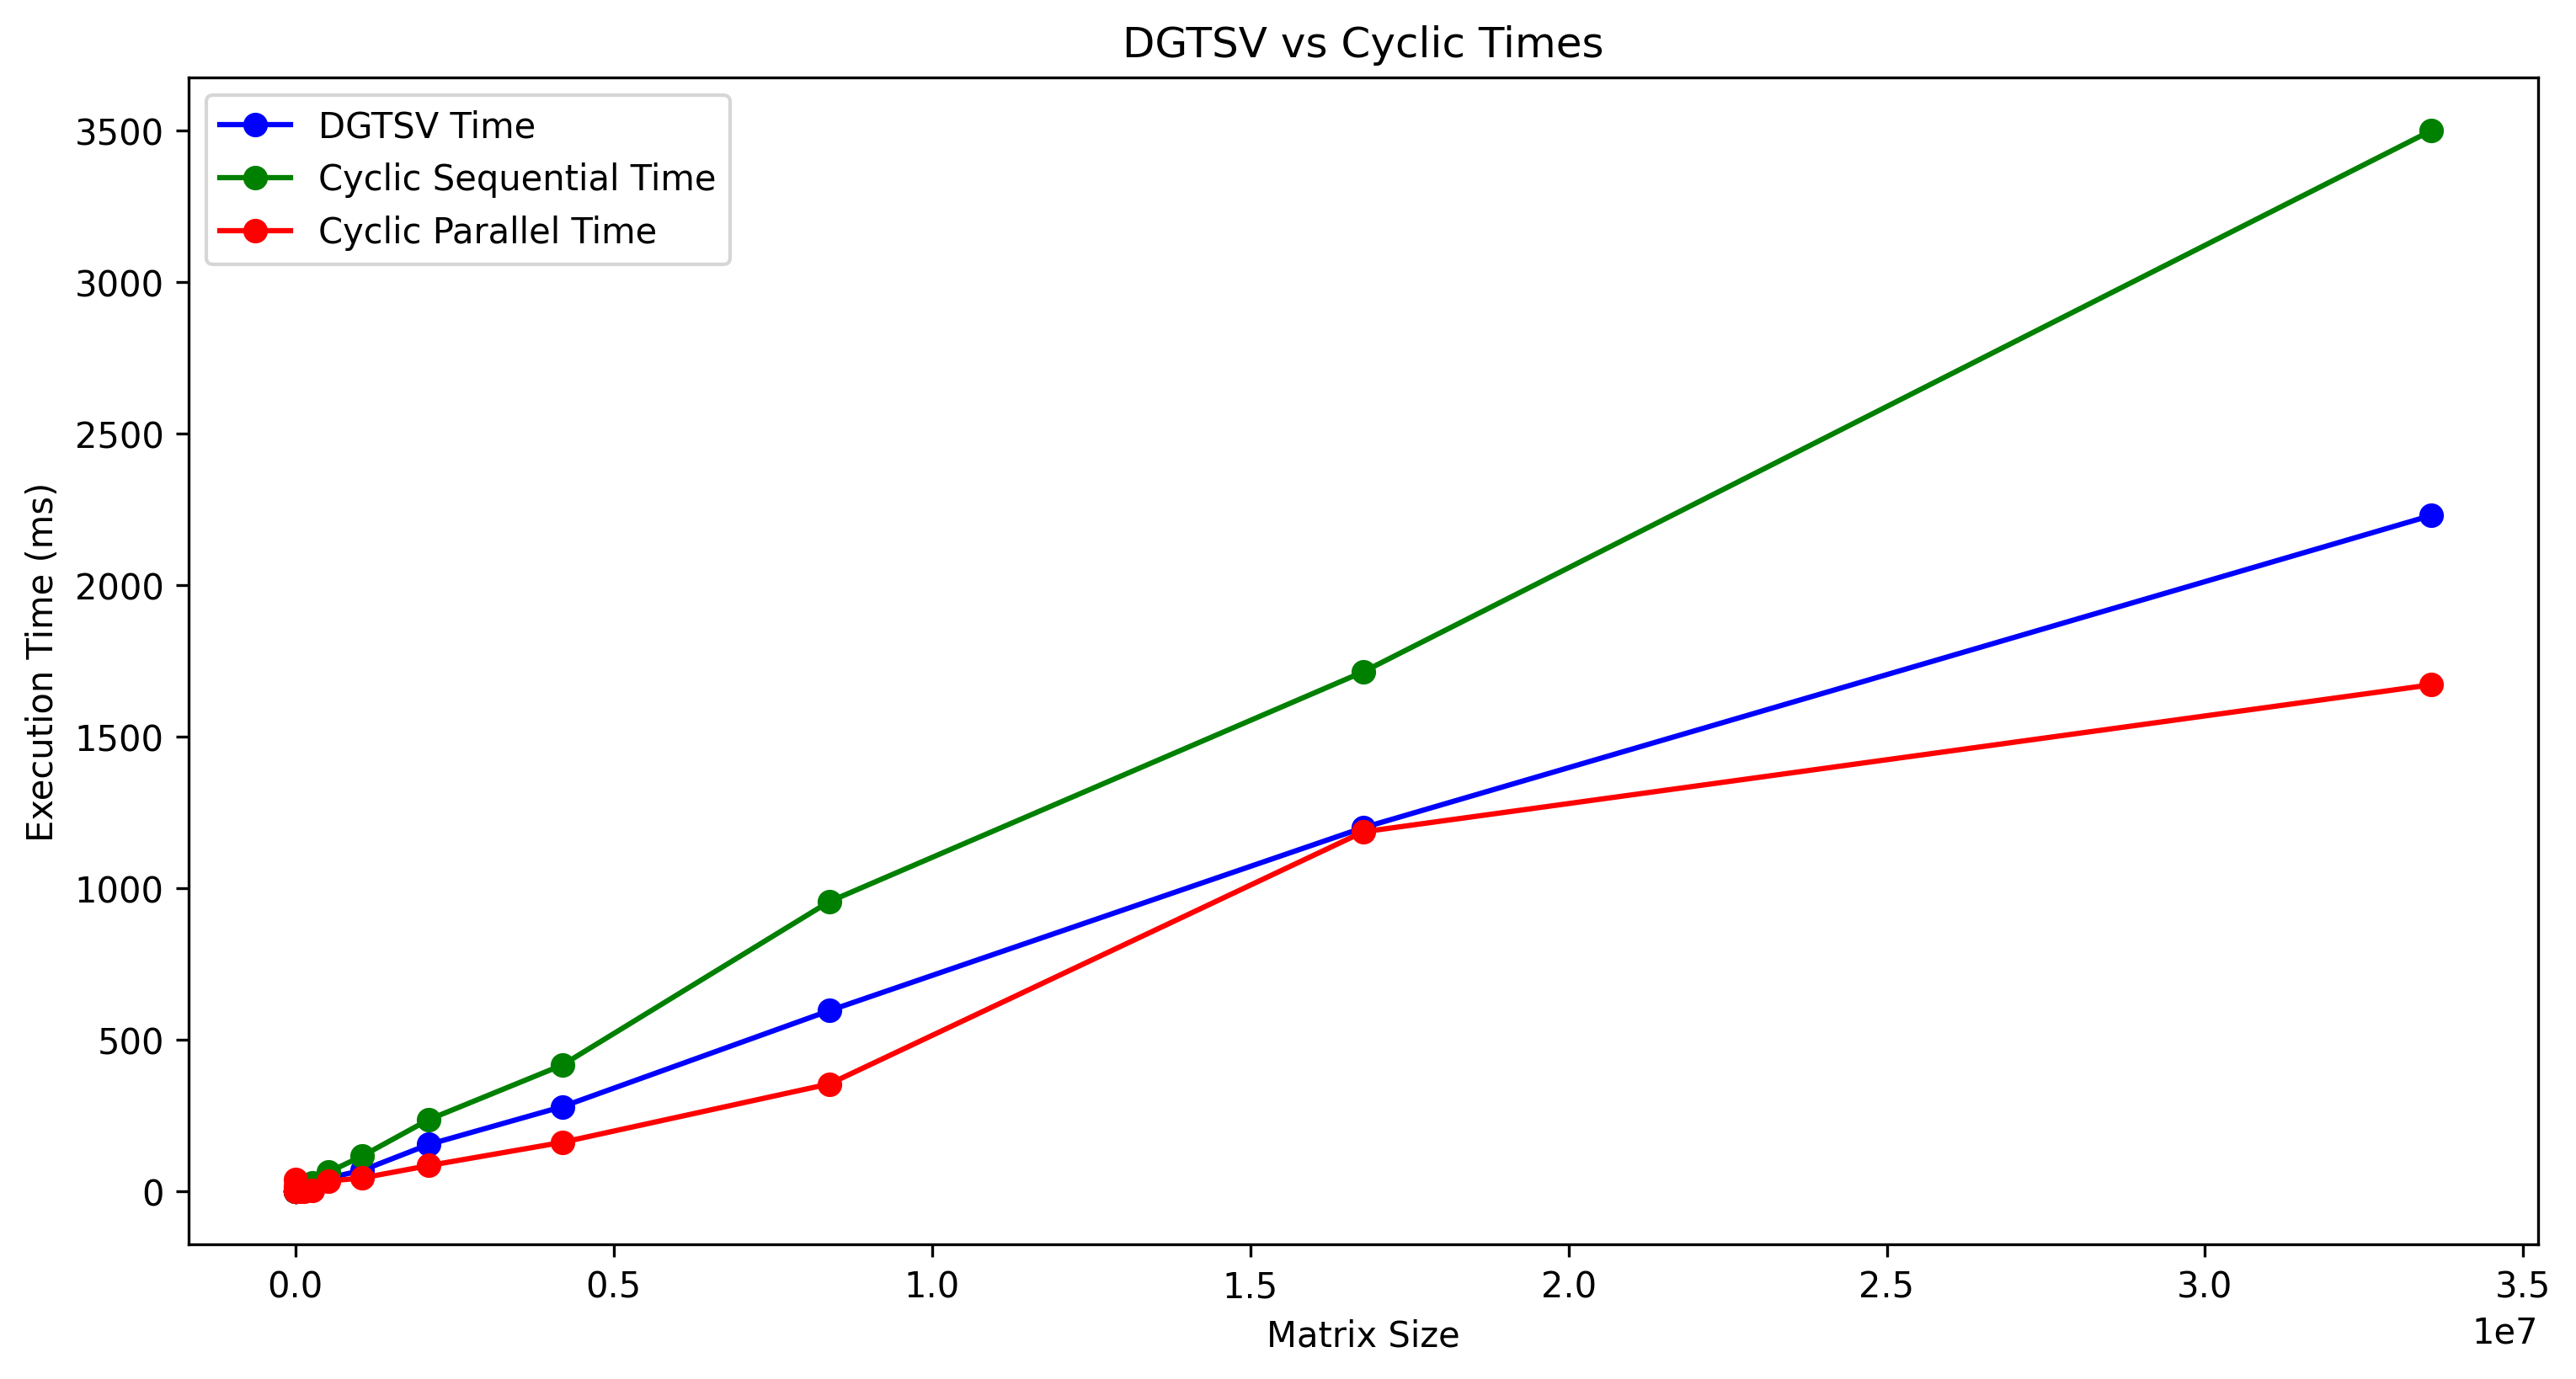 DGTSV vs Cyclic Times
DGTSV Time
Cyclic Sequential Time
Cyclic Parallel Time
Execution Time (ms)
3500
3000
2500
2000
1500
1000
500
0
0.0 0.5 1.0 1.5 2.0 2.5 3.0 3.5
1e7
Matrix Size